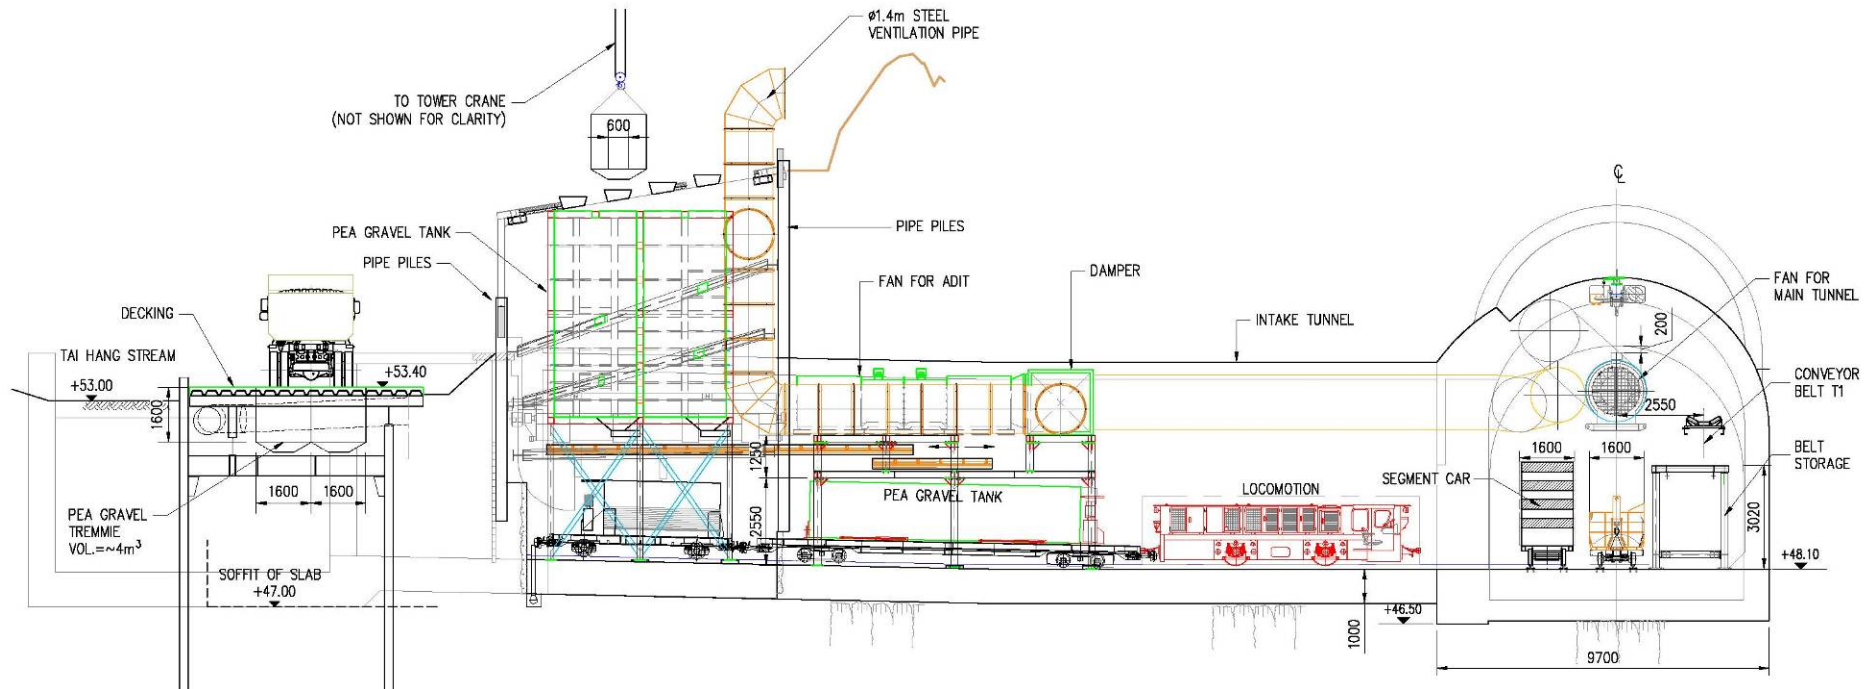 ø1.4m STEEL
VENTILATION PIPE
TO TOWER CRANE
(NOT SHOWN FOR CLARITY)
600
℄
PEA GRAVEL TANK
PIPE PILES
PIPE PILES
FAN FOR ADIT
DAMPER
INTAKE TUNNEL
FAN FOR
MAIN TUNNEL
200
DECKING
TAI HANG STREAM
+53.00
+53.40
1600
CONVEYOR
BELT T1
2550
1250
1600
1600
BELT
STORAGE
SEGMENT CAR
PEA GRAVEL TANK
LOCOMOTION
1600
1600
PEA GRAVEL
TREMMIE
VOL.=~4m³
2550
3020
+48.10
SOFFIT OF SLAB
+47.00
+46.50
1000
9700